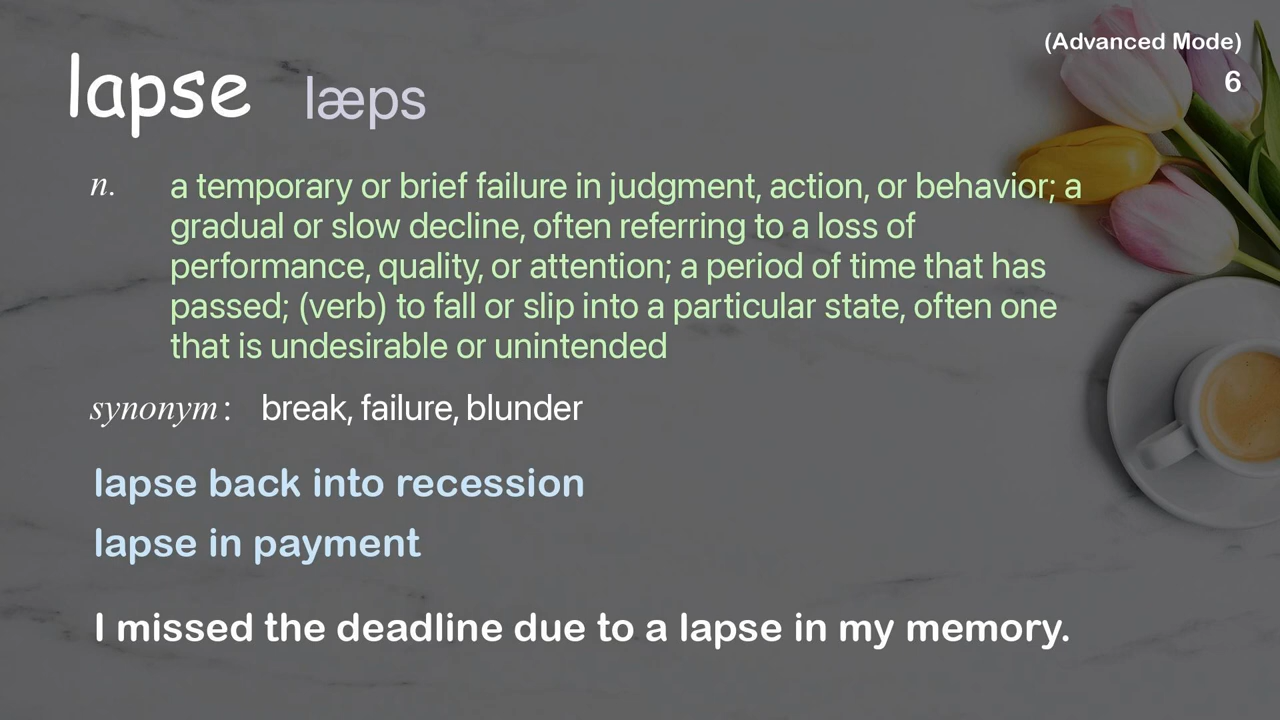 (Advanced Mode)
6
lapse læps
n. a temporary or brief failure in judgment, action, or behavior; a
gradual or slow decline, often referring to a loss of
performance, quality, or attention; a period of time that has
passed; (verb) to fall or slip into a particular state, often one
that is undesirable or unintended
synonym: break, failure, blunder
lapse back into recession
lapse in payment
I missed the deadline due to a lapse in my memory.